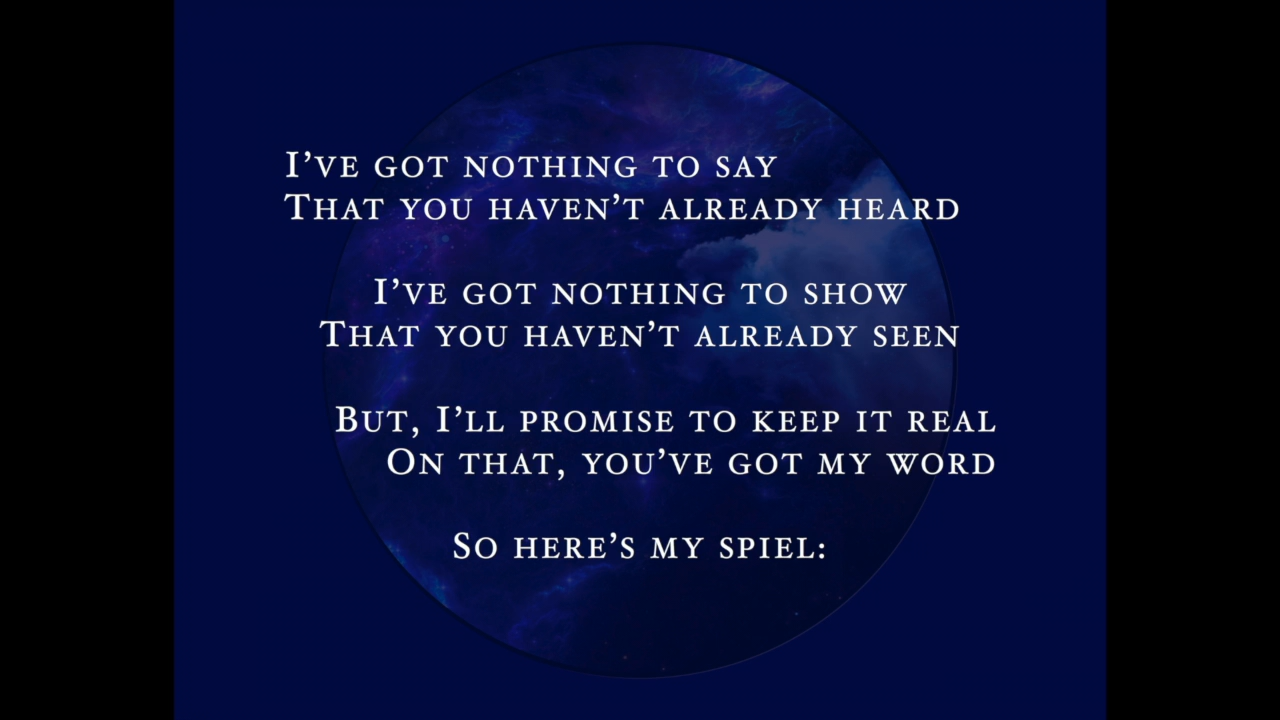 I’VE GOT NOTHING TO SAY
THAT YOU HAVEN’T ALREADY HEARD
I’VE GOT NOTHING TO SHOW
THAT YOU HAVEN’T ALREADY SEEN
BUT, I’LL PROMISE TO KEEP IT REAL
ON THAT, YOU’VE GOT MY WORD
SO HERE’S MY SPIEL: